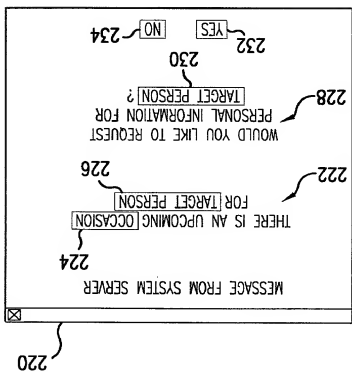 220
MESSAGE FROM SYSTEM SERVER
224
THERE IS AN UPCOMING OCCASION
FOR TARGET PERSON
222
226
WOULD YOU LIKE TO REQUEST
PERSONAL INFORMATION FOR
TARGET PERSON ?
228
230
232
234
YES NO